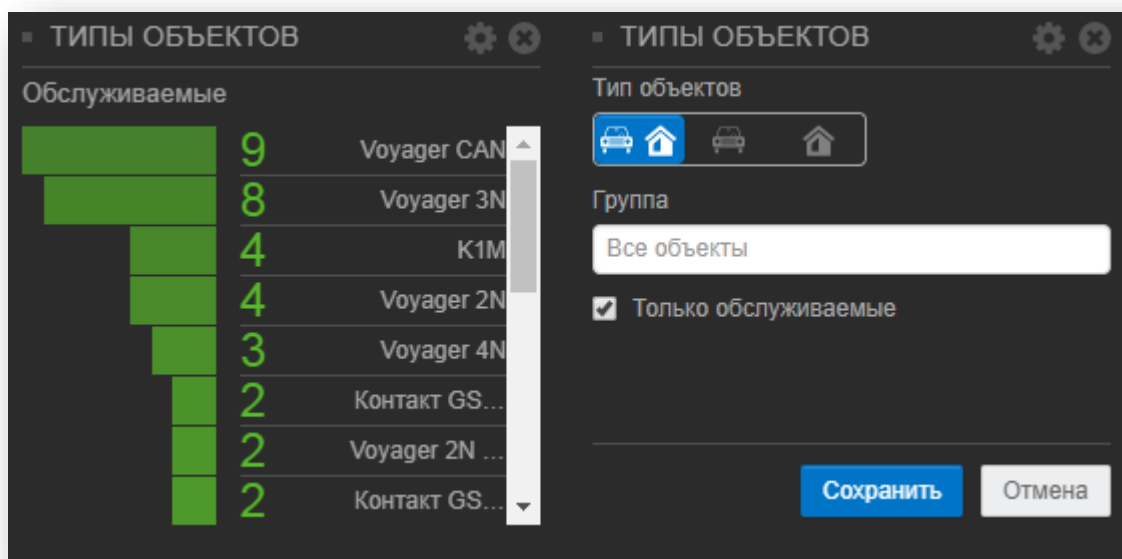 ТИПЫ ОБЪЕКТОВ
Обслуживаемые
9 Voyager CAN
8 Voyager 3N
4 K1M
4 Voyager 2N
3 Voyager 4N
2 Контакт GS...
2 Voyager 2N ...
2 Контакт GS...
ТИПЫ ОБЪЕКТОВ
Тип объектов
Группа
Все объекты
Только обслуживаемые
Сохранить Отмена